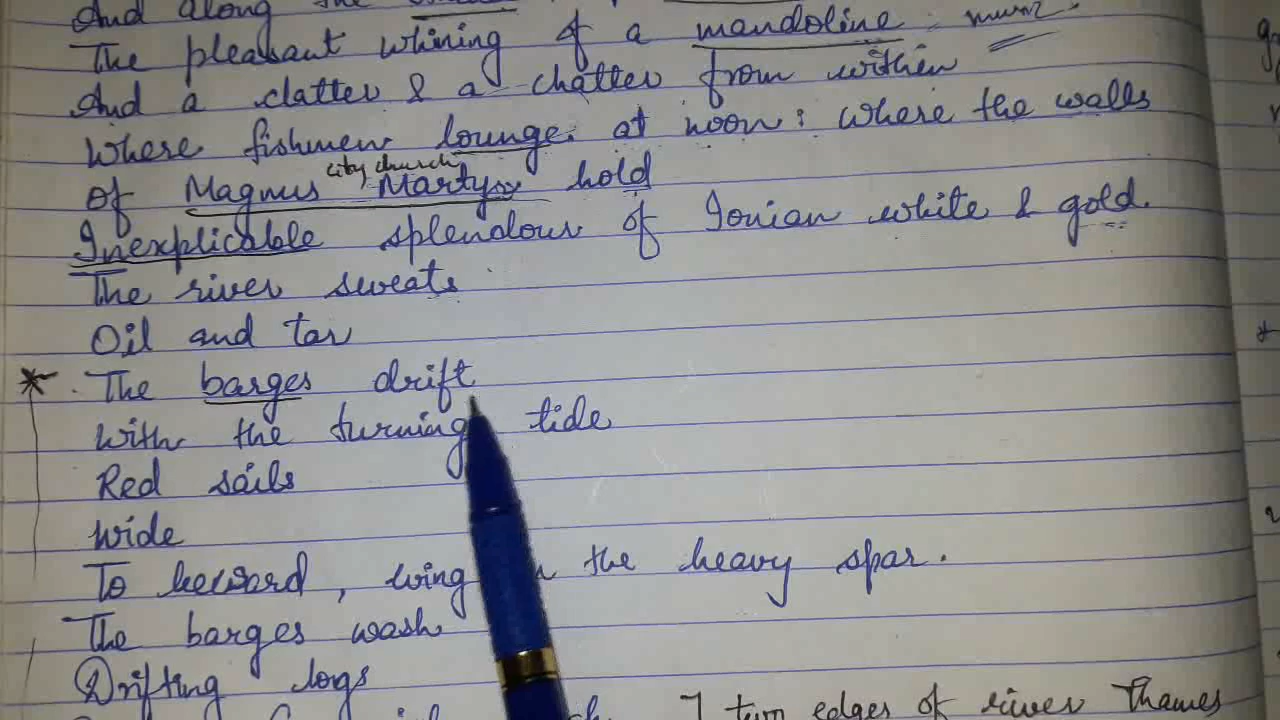 And along the
The pleasant whining of a mandoline
And a clatter & a chatter from within
Where fishmen lounge at noon: where the walls
city church
of Magnus Martyr hold
Inexplicable splendour of Ionian white & gold.
The river sweats
Oil and tar
* The barges drift
with the turning tide
Red sails
wide
To leeward, the heavy spar.
The barges wash
Drifting logs
two edges of river Thames